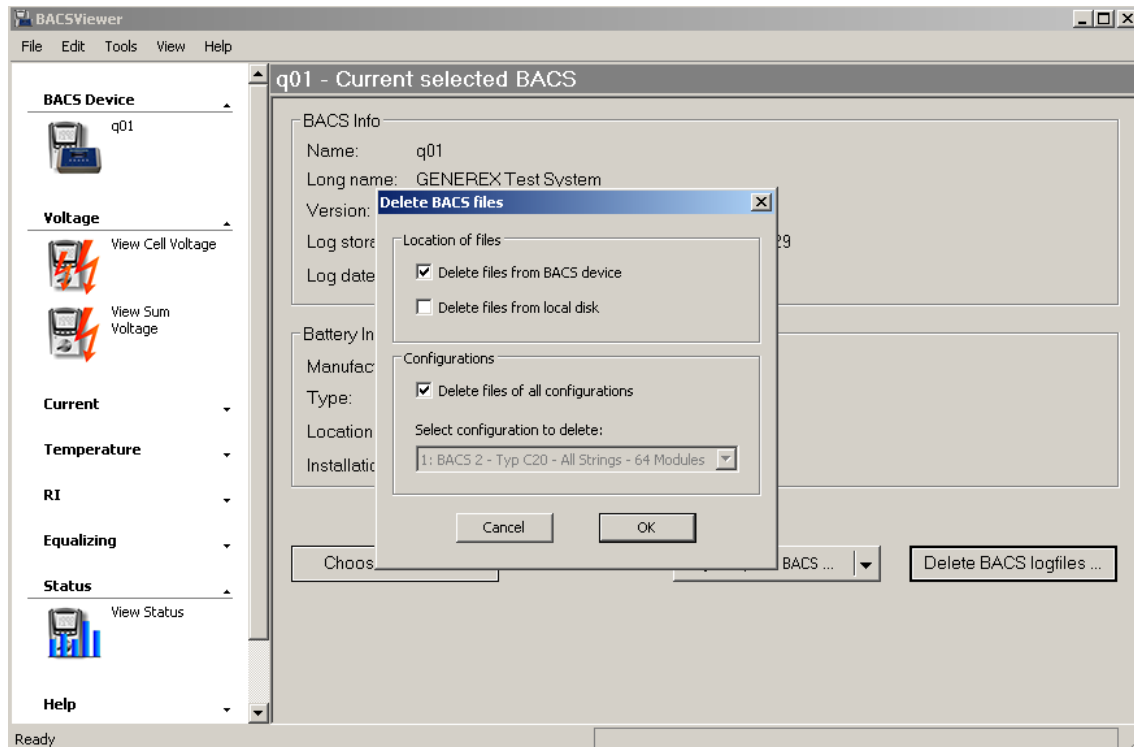 BACSViewer
File Edit Tools View Help
BACS Device
q01
Voltage
View Cell Voltage
View Sum
Voltage
Current
Temperature
RI
Equalizing
Status
View Status
Help
q01 - Current selected BACS
BACS Info
Name: q01
Long name: GENEREX Test System
Version:
Log store
29
Log date
Battery In
Manufac
Type:
Location
Installatic
Delete BACS files
Location of files
Delete files from BACS device
Delete files from local disk
Configurations
Delete files of all configurations
Select configuration to delete:
1: BACS 2 - Typ C20 - All Strings - 64 Modules
Cancel OK
Choos
BACS ...
Delete BACS logfiles ...
Ready